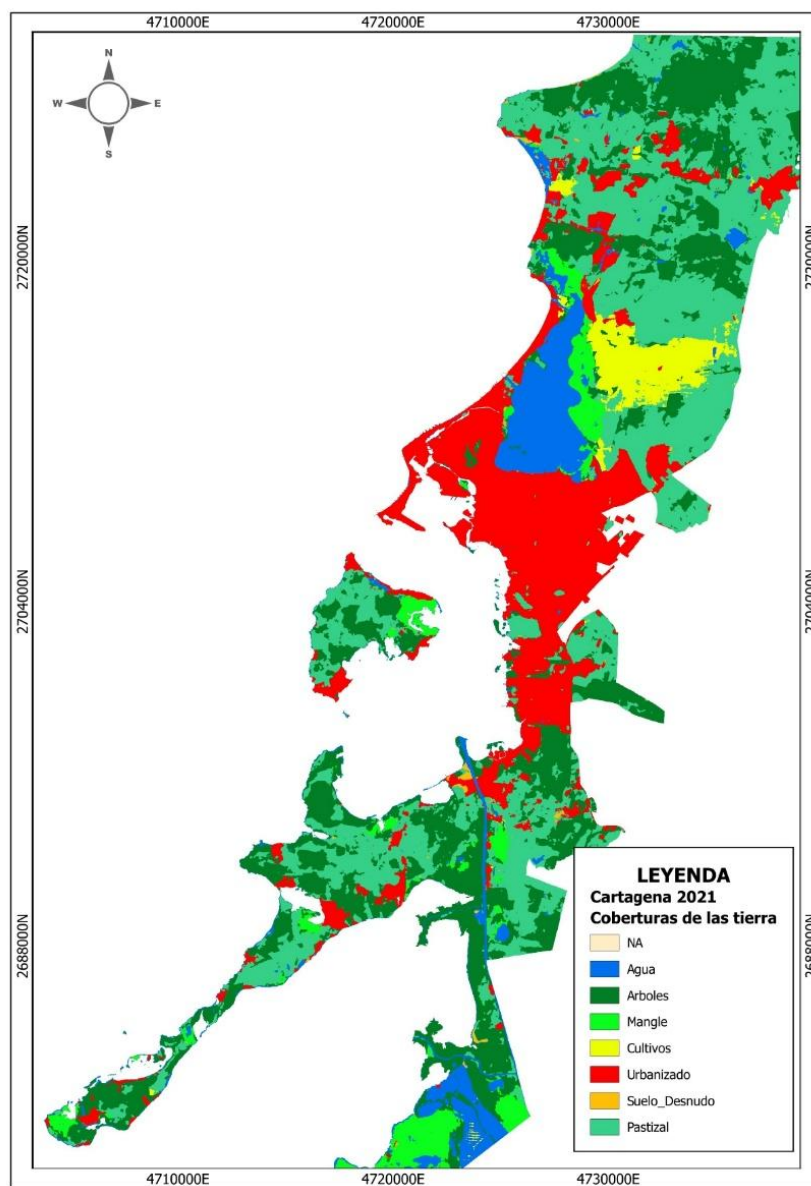 4710000E 4720000E 4730000E
N
W E
S
2720000N 2720000N
2704000N 2704000N
LEYENDA
Cartagena 2021
Coberturas de las tierra
NA
Agua
Arboles
Mangle
Cultivos
Urbanizado
Suelo_Desnudo
Pastizal
2688000N 2688000N
4710000E 4720000E 4730000E